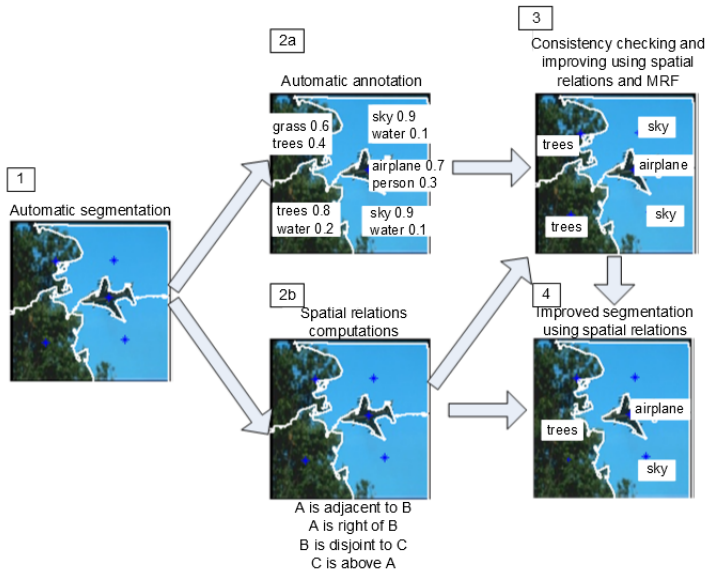 1
Automatic segmentation
2a
Automatic annotation
grass 0.6
trees 0.4
sky 0.9
water 0.1
airplane 0.7
person 0.3
trees 0.8
water 0.2
sky 0.9
water 0.1
2b
Spatial relations
computations
A is adjacent to B
A is right of B
B is disjoint to C
C is above A
3
Consistency checking and
improving using spatial
relations and MRF
sky
trees
airplane
sky
trees
4
Improved segmentation
using spatial relations
airplane
trees
sky